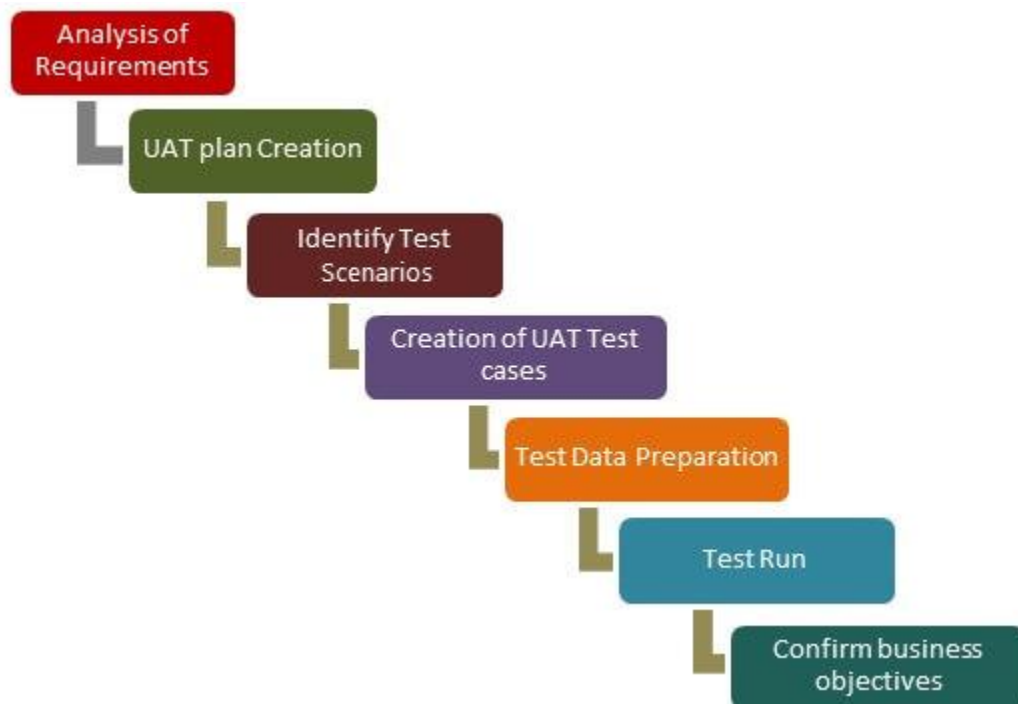 Analysis of
Requirements
UAT plan Creation
Identify Test
Scenarios
Creation of UAT Test
cases
Test Data Preparation
Test Run
Confirm business
objectives